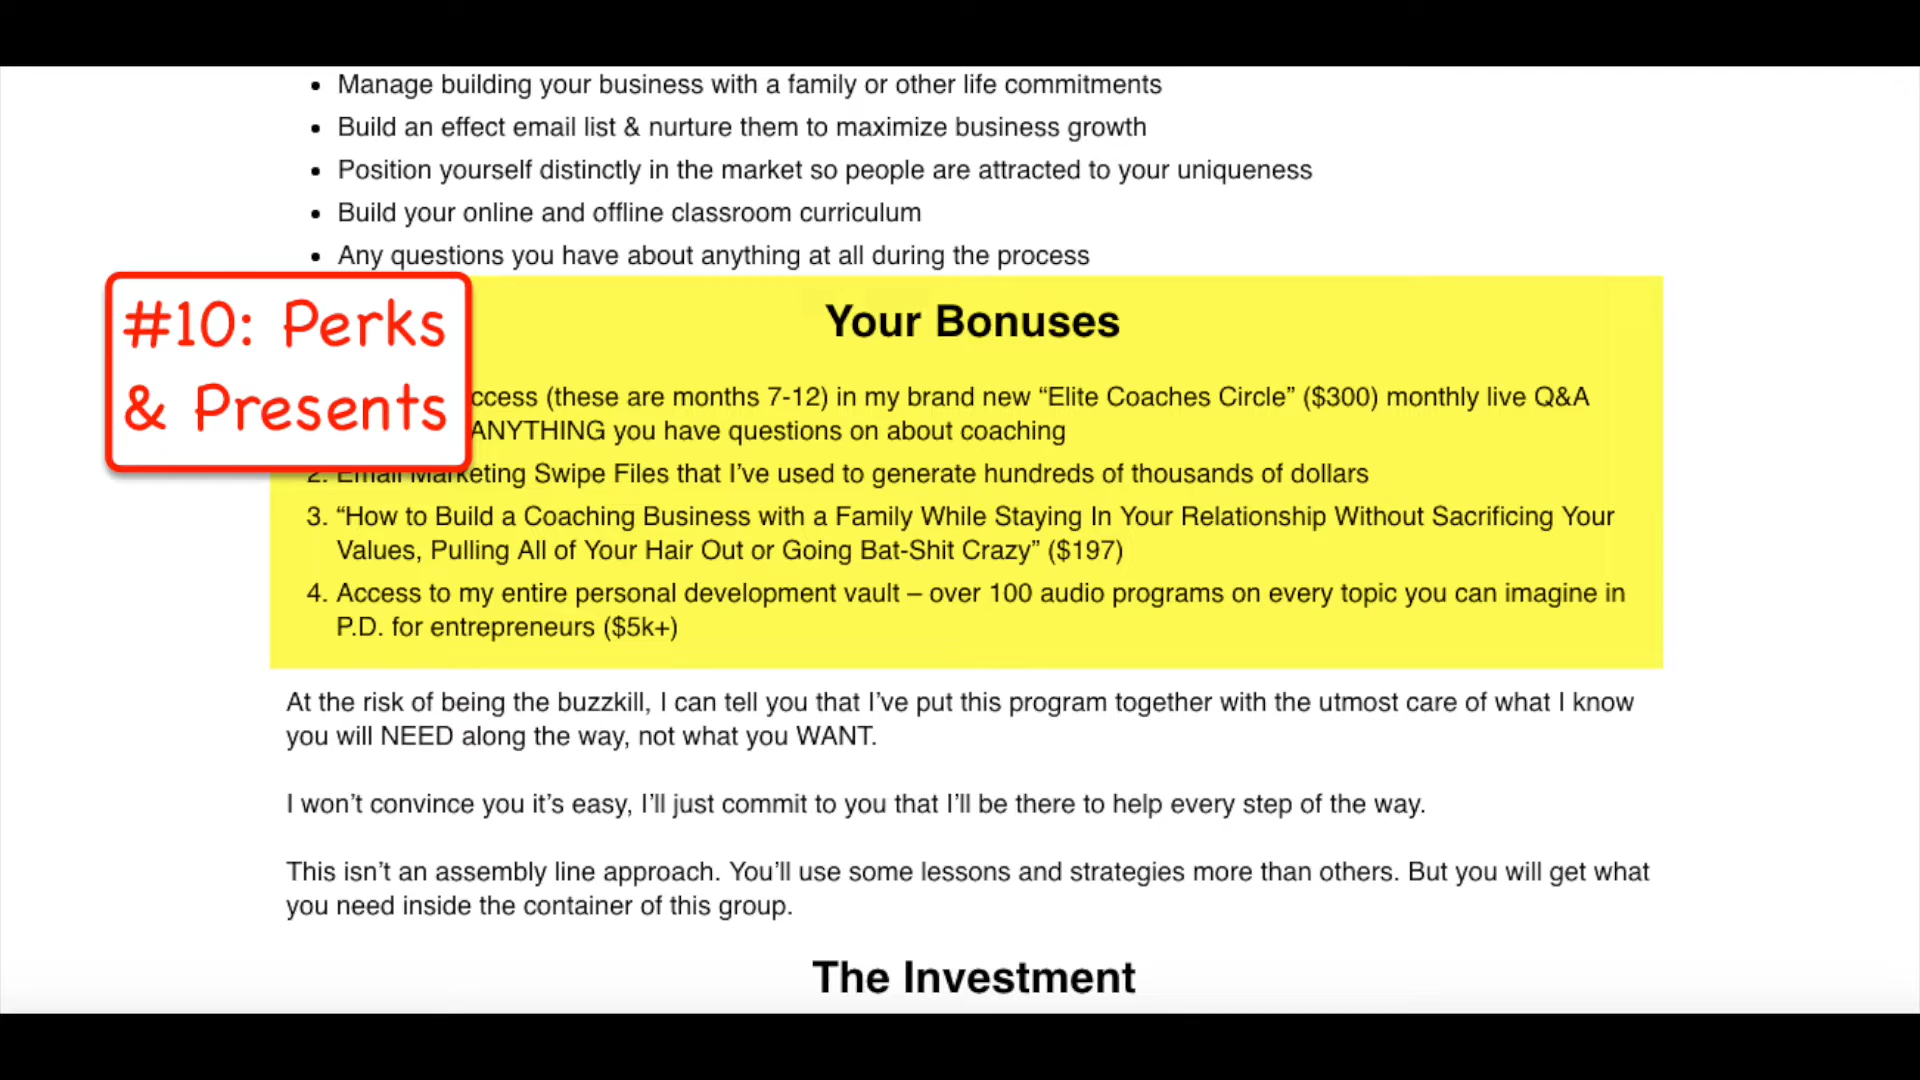 • Manage building your business with a family or other life commitments
• Build an effect email list & nurture them to maximize business growth
• Position yourself distinctly in the market so people are attracted to your uniqueness
• Build your online and offline classroom curriculum
• Any questions you have about anything at all during the process
#10: Perks
& Presents
Your Bonuses
ccess (these are months 7-12) in my brand new “Elite Coaches Circle” ($300) monthly live Q&A
ANYTHING you have questions on about coaching
2. Email Marketing Swipe Files that I’ve used to generate hundreds of thousands of dollars
3. “How to Build a Coaching Business with a Family While Staying In Your Relationship Without Sacrificing Your
Values, Pulling All of Your Hair Out or Going Bat-Shit Crazy” ($197)
4. Access to my entire personal development vault – over 100 audio programs on every topic you can imagine in
P.D. for entrepreneurs ($5k+)
At the risk of being the buzzkill, I can tell you that I’ve put this program together with the utmost care of what I know
you will NEED along the way, not what you WANT.
I won’t convince you it’s easy, I’ll just commit to you that I’ll be there to help every step of the way.
This isn’t an assembly line approach. You’ll use some lessons and strategies more than others. But you will get what
you need inside the container of this group.
The Investment